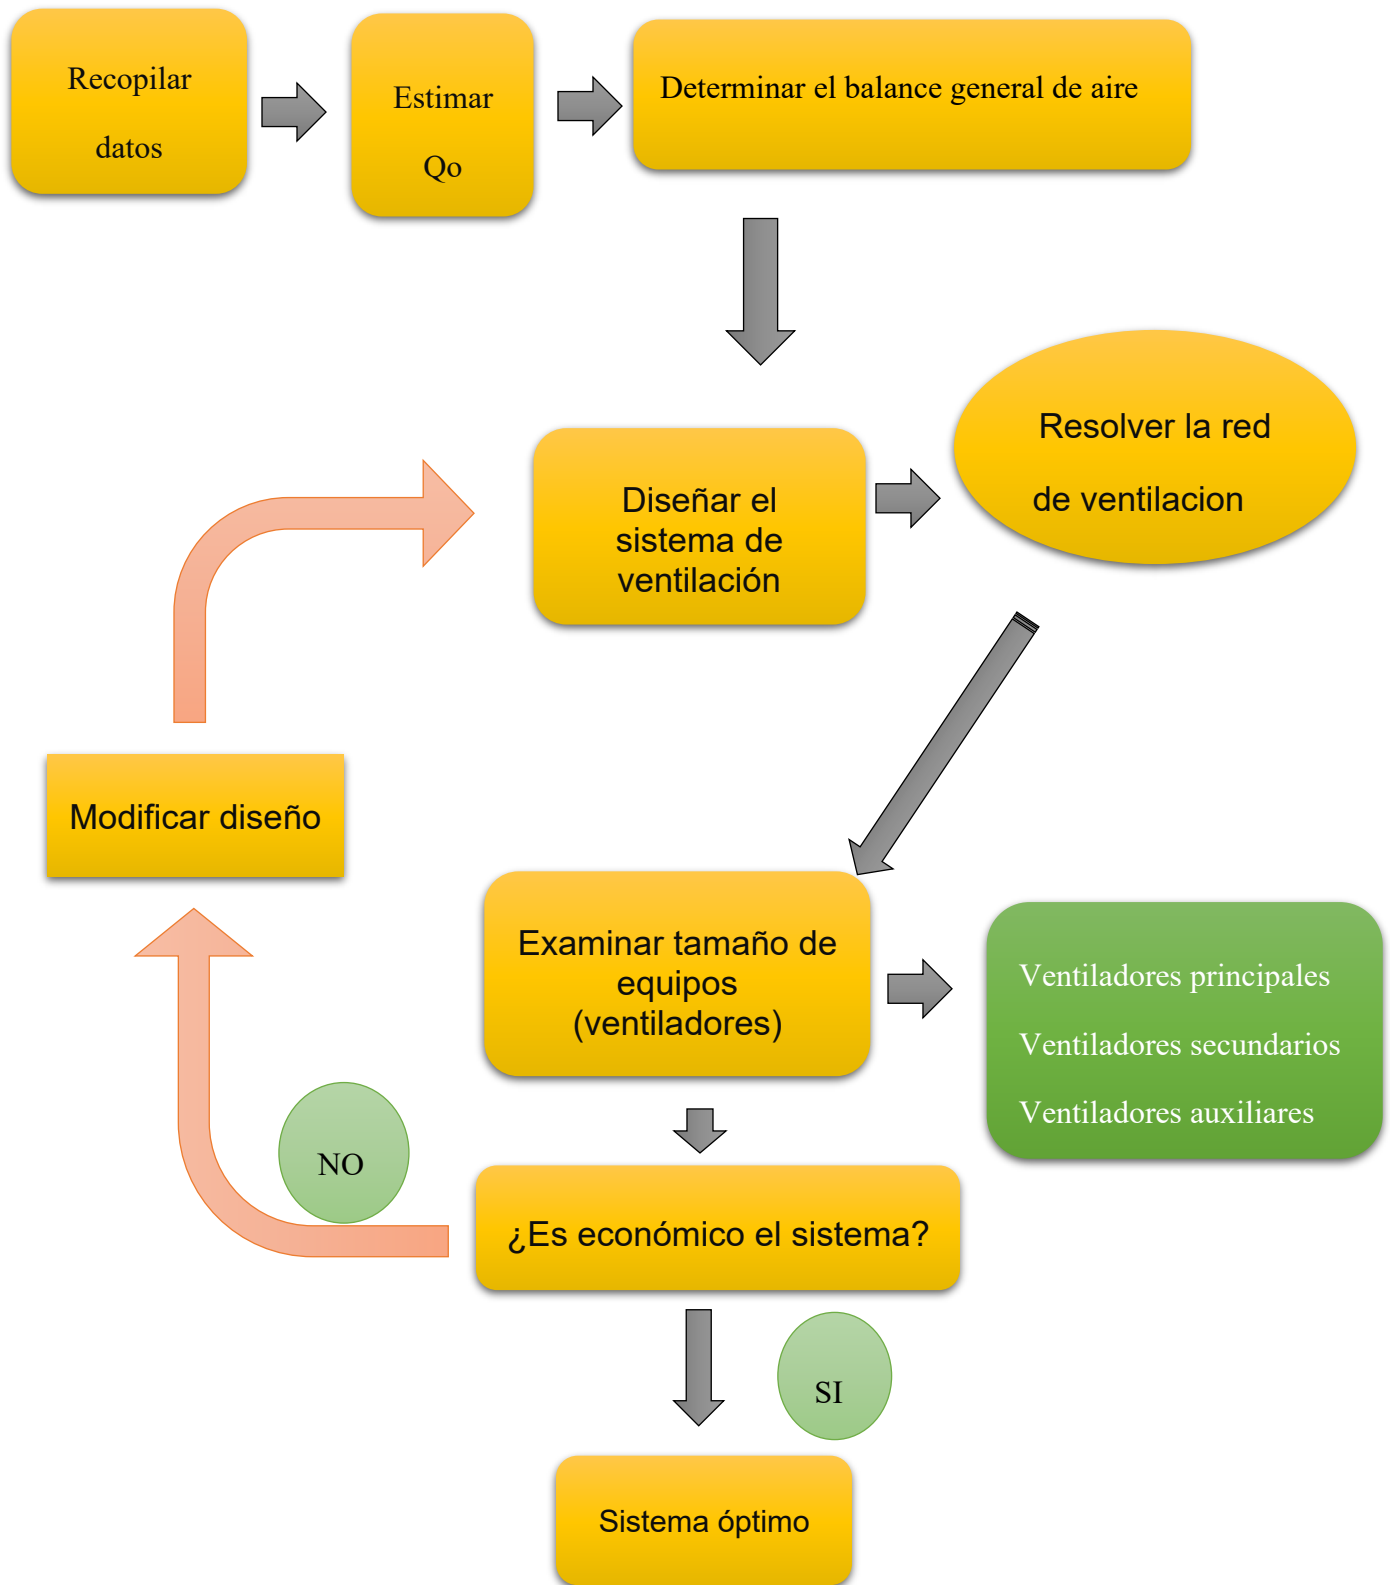 Recopilar
datos
Estimar
Qo
Determinar el balance general de aire
Resolver la red
de ventilacion
Diseñar el
sistema de
ventilación
Modificar diseño
Examinar tamaño de
equipos
(ventiladores)
Ventiladores principales
Ventiladores secundarios
Ventiladores auxiliares
NO
¿Es económico el sistema?
SI
Sistema óptimo